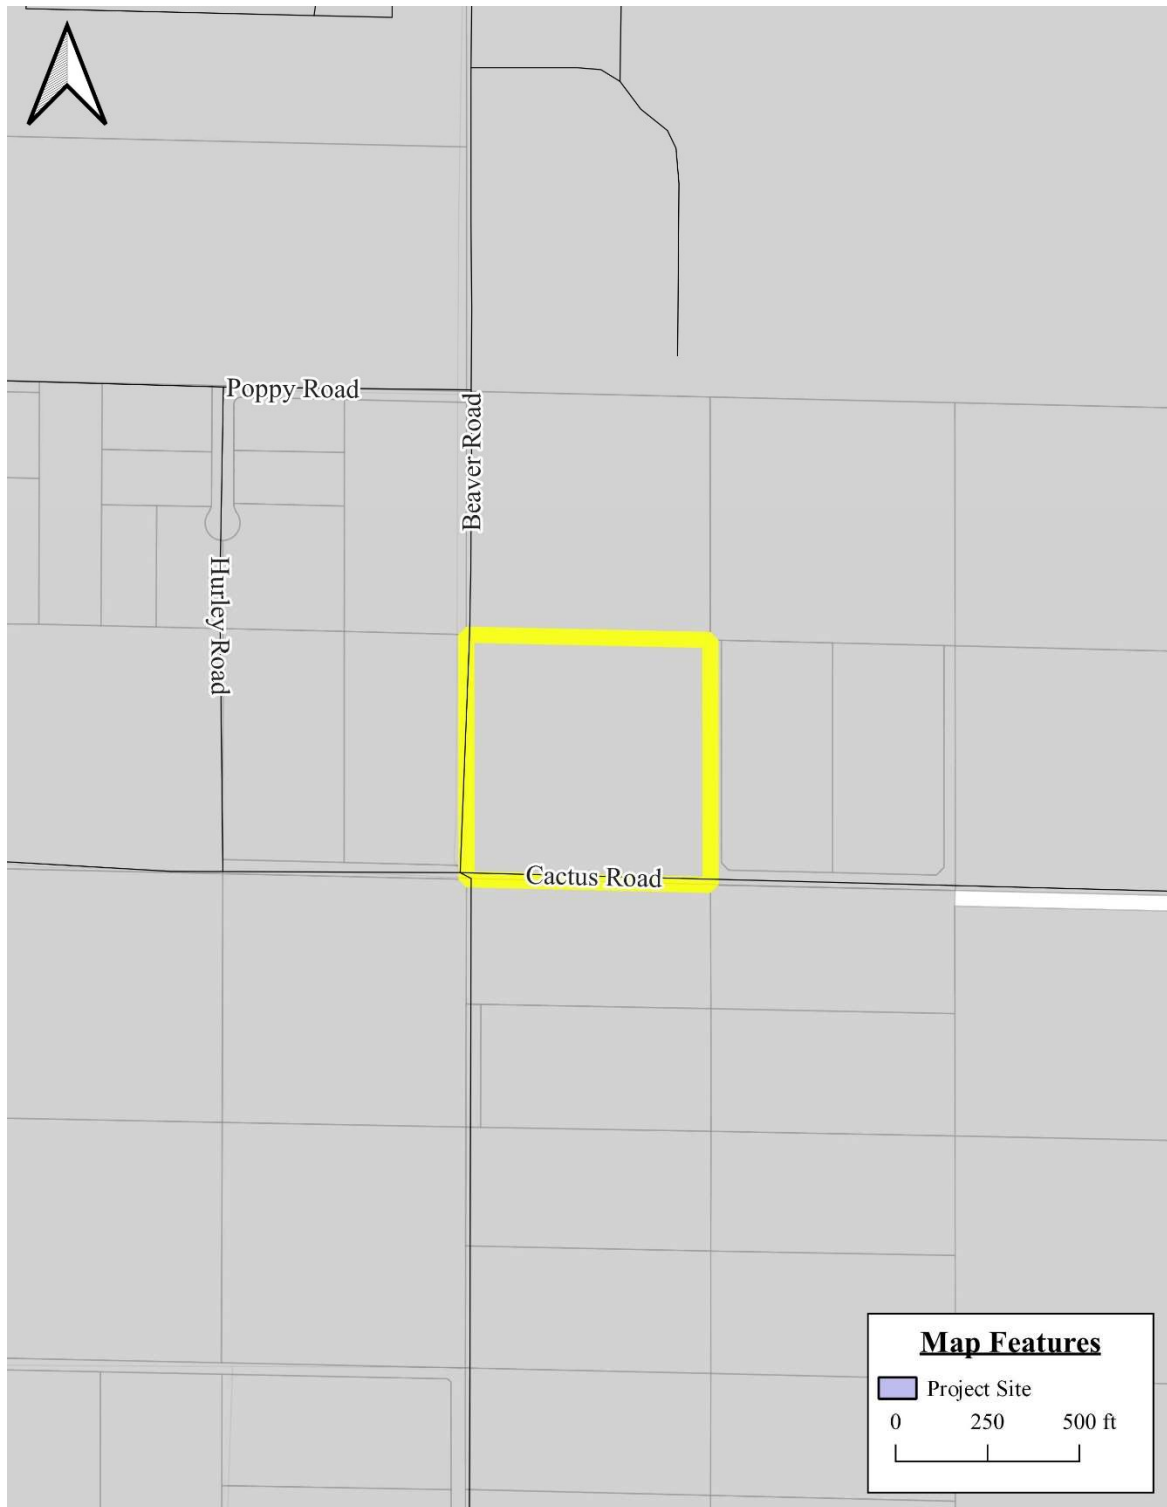 Poppy Road
Beaver Road
Hurley Road
Cactus Road
Map Features
Project Site
0 250 500 ft